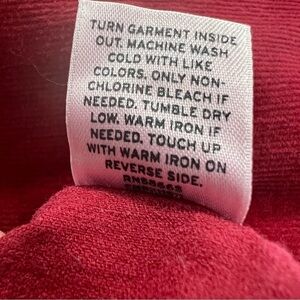 TURN GARMENT INSIDE
OUT. MACHINE WASH
COLD WITH LIKE
COLORS. ONLY NON-
CHLORINE BLEACH IF
NEEDED. TUMBLE DRY
LOW. WARM IRON IF
NEEDED. TOUCH UP
WITH WARM IRON ON
REVERSE SIDE.